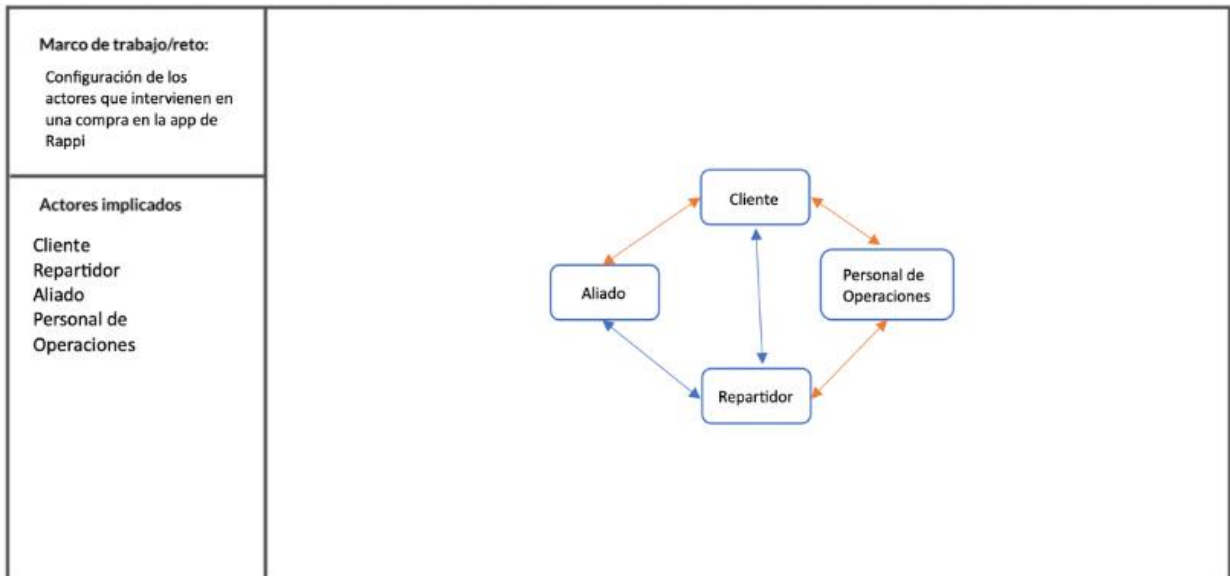 Marco de trabajo/reto:
Configuración de los
actores que intervienen en
una compra en la app de
Rappi
Actores implicados
Cliente
Repartidor
Aliado
Personal de
Operaciones
Cliente
Aliado
Personal de
Operaciones
Repartidor